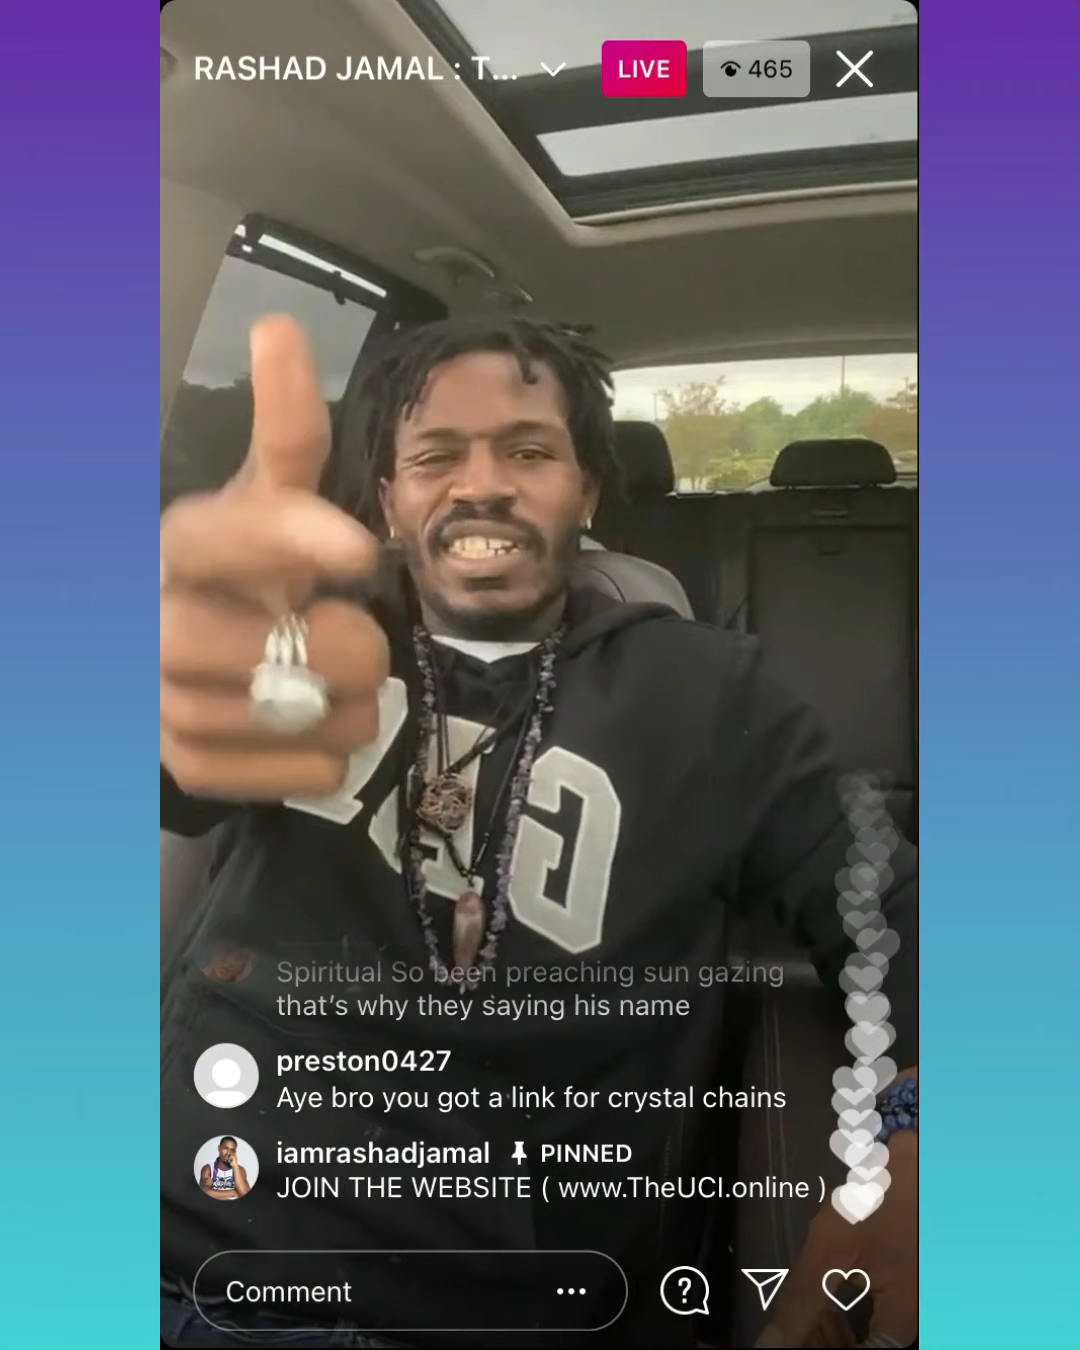 RASHAD JAMAL : T...
LIVE
465
Spiritual So been preaching sun gazing
that's why they saying his name
preston0427
Aye bro you got a link for crystal chains
iamrashadjamal PINNED
JOIN THE WEBSITE ( www.TheUCI.online )
Comment